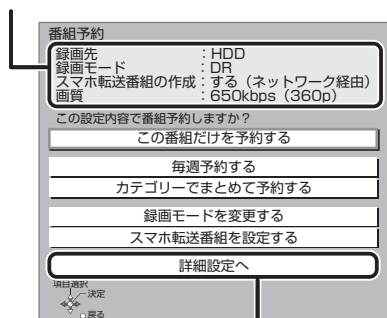 番組予約
録画先 : HDD
録画モード : DR
スマホ転送番組の作成 : する（ネットワーク経由）
画質 : 650kbps（360p）
この設定内容で番組予約しますか？
この番組だけを予約する
毎週予約する
カテゴリーでまとめて予約する
録画モードを変更する
スマホ転送番組を設定する
詳細設定へ
項目選択
決定
戻る